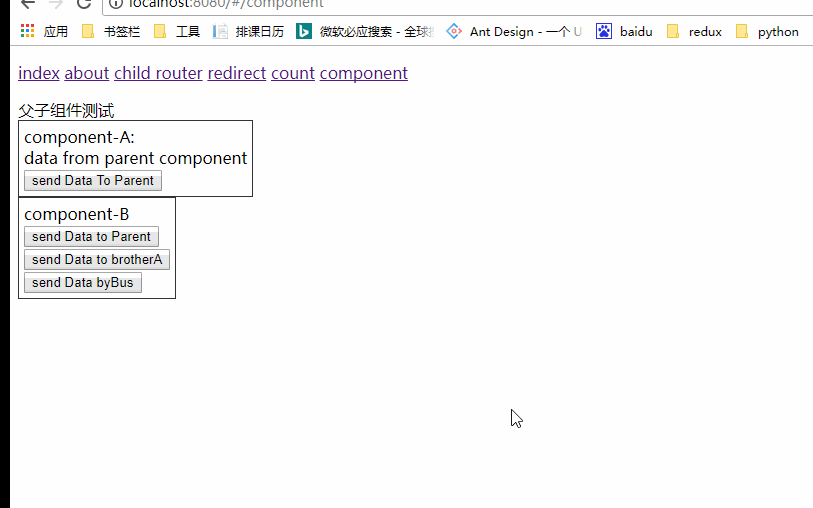 localhost:8080/#/component
应用 书签栏 工具 排课日历 微软必应搜索 - 全球 Ant Design - 一个 U baidu redux python
index about child router redirect count component
父子组件测试
component-A:
data from parent component
send Data To Parent
component-B
send Data to Parent
send Data to brotherA
send Data byBus